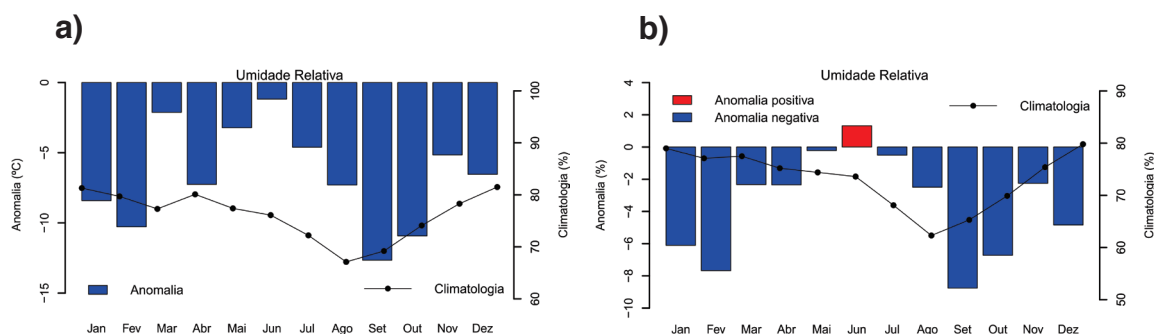 a)
Umidade Relativa
Anomalia (ºC)
0
−5
−10
−15
Climatologia (%)
100
90
80
70
60
Anomalia
Climatologia
Jan Fev Mar Abr Mai Jun Jul Ago Set Out Nov Dez
b)
Umidade Relativa
Anomalia (%)
4
2
0
−2
−4
−6
−8
−10
Climatologia (%)
90
80
70
60
50
Anomalia positiva
Anomalia negativa
Climatologia
Jan Fev Mar Abr Mai Jun Jul Ago Set Out Nov Dez